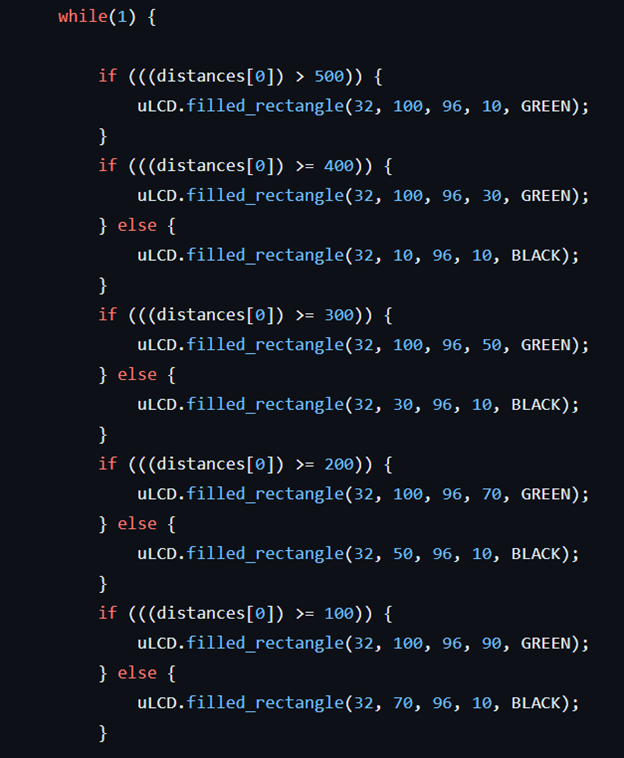 while(1) {
if (((distances[0]) > 500)) {
uLCD.filled_rectangle(32, 100, 96, 10, GREEN);
}
if (((distances[0]) >= 400)) {
uLCD.filled_rectangle(32, 100, 96, 30, GREEN);
} else {
uLCD.filled_rectangle(32, 10, 96, 10, BLACK);
}
if (((distances[0]) >= 300)) {
uLCD.filled_rectangle(32, 100, 96, 50, GREEN);
} else {
uLCD.filled_rectangle(32, 30, 96, 10, BLACK);
}
if (((distances[0]) >= 200)) {
uLCD.filled_rectangle(32, 100, 96, 70, GREEN);
} else {
uLCD.filled_rectangle(32, 50, 96, 10, BLACK);
}
if (((distances[0]) >= 100)) {
uLCD.filled_rectangle(32, 100, 96, 90, GREEN);
} else {
uLCD.filled_rectangle(32, 70, 96, 10, BLACK);
}